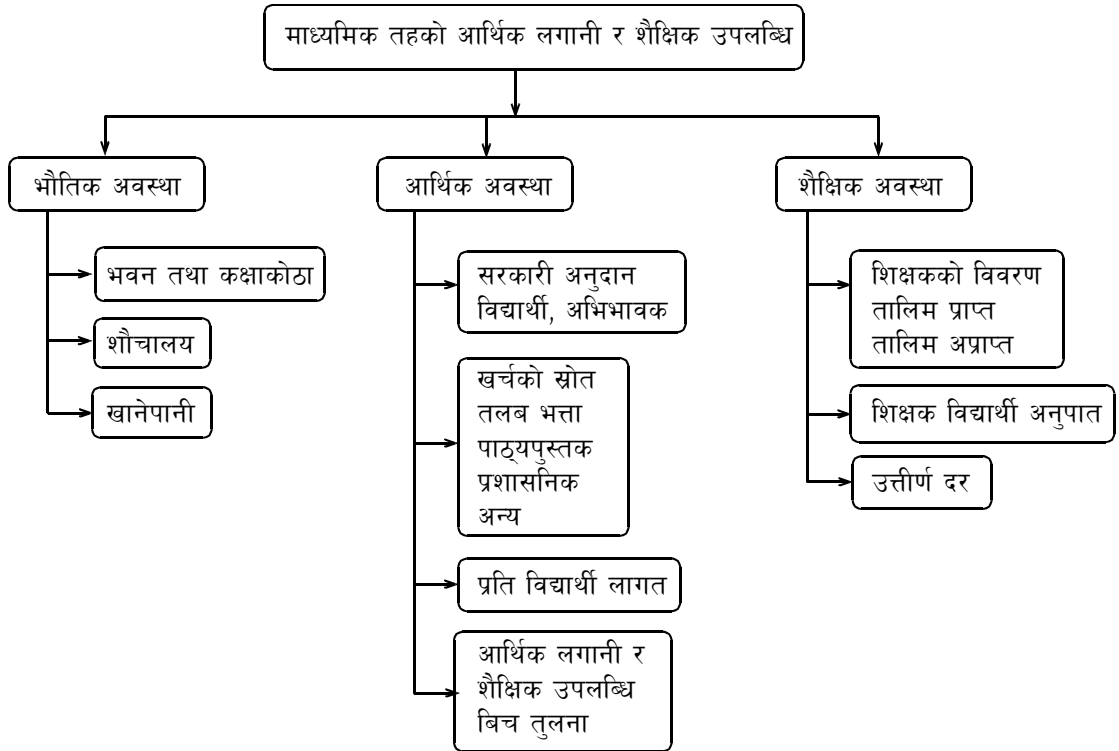 माध्यमिक तहको आर्थिक लगानी र शैक्षिक उपलब्धि
भौतिक अवस्था
भवन तथा कक्षाकोठा
शौचालय
खानेपानी
आर्थिक अवस्था
सरकारी अनुदान
विद्यार्थी, अभिभावक
खर्चको स्रोत
तलब भत्ता
पाठ्यपुस्तक
प्रशासनिक
अन्य
प्रति विद्यार्थी लागत
आर्थिक लगानी र
शैक्षिक उपलब्धि
बिच तुलना
शैक्षिक अवस्था
शिक्षकको विवरण
तालिम प्राप्त
तालिम अप्राप्त
शिक्षक विद्यार्थी अनुपात
उत्तीर्ण दर